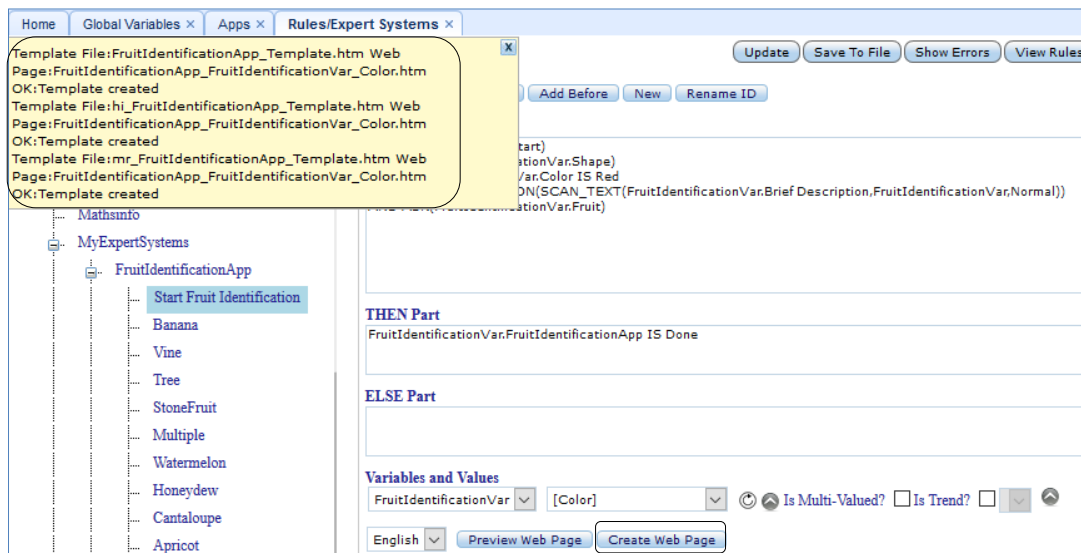 Home Global Variables × Apps × Rules/Expert Systems ×
Template File:FruitIdentificationApp_Template.htm Web
Page:FruitIdentificationApp_FruitIdentificationVar_Color.htm
OK:Template created
Template File:hi_FruitIdentificationApp_Template.htm Web
Page:FruitIdentificationApp_FruitIdentificationVar_Color.htm
OK:Template created
Template File:mr_FruitIdentificationApp_Template.htm Web
Page:FruitIdentificationApp_FruitIdentificationVar_Color.htm
OK:Template created
x
Update Save To File Show Errors View Rules
Add Before New Rename ID
tart)
ationVar.Shape)
Var.Color IS Red
ON(SCAN_TEXT(FruitIdentificationVar.Brief Description,FruitIdentificationVar,Normal))
ificationVar.Fruit)
Mathsinfo
MyExpertSystems
FruitIdentificationApp
Start Fruit Identification
Banana
Vine
Tree
StoneFruit
Multiple
Watermelon
Honeydew
Cantaloupe
Apricot
THEN Part
FruitIdentificationVar.FruitIdentificationApp IS Done
ELSE Part
Variables and Values
FruitIdentificationVar [Color] Is Multi-Valued? Is Trend?
English Preview Web Page Create Web Page